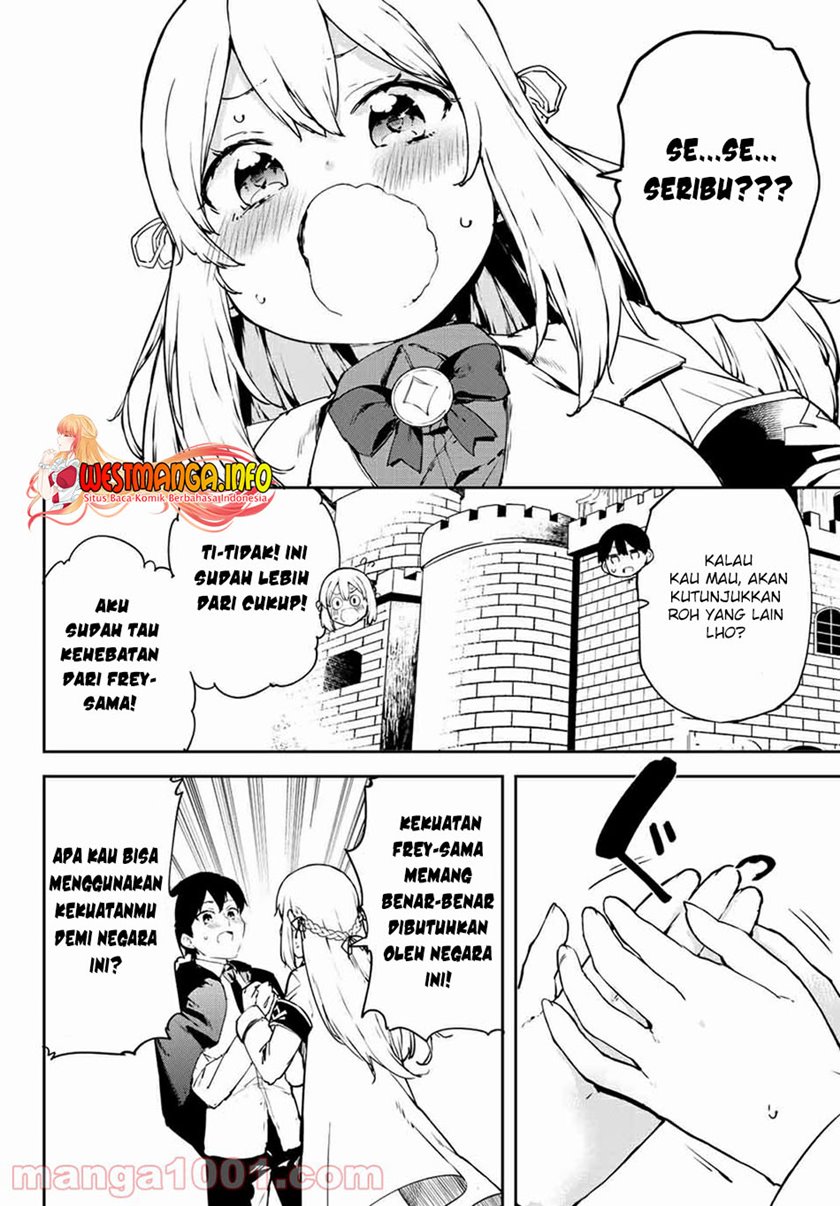 SE...SE...
SERIBU???
WESTMANGA.INFO
Situs Baca Komik Berbahasa Indonesia
KALAU
KAU MAU, AKAN
KUTUNJUKKAN
ROH YANG LAIN
LHO?
TI-TIDAK! INI
SUDAH LEBIH
DARI CUKUP!
AKU
SUDAH TAU
KEHEBATAN
DARI FREY-
SAMA!
KEKUATAN
FREY-SAMA
MEMANG
BENAR-BENAR
DIBUTUHKAN
OLEH NEGARA
INI!
APA KAU BISA
MENGGUNAKAN
KEKUATANMU
DEMI NEGARA
INI?
manga1001.com